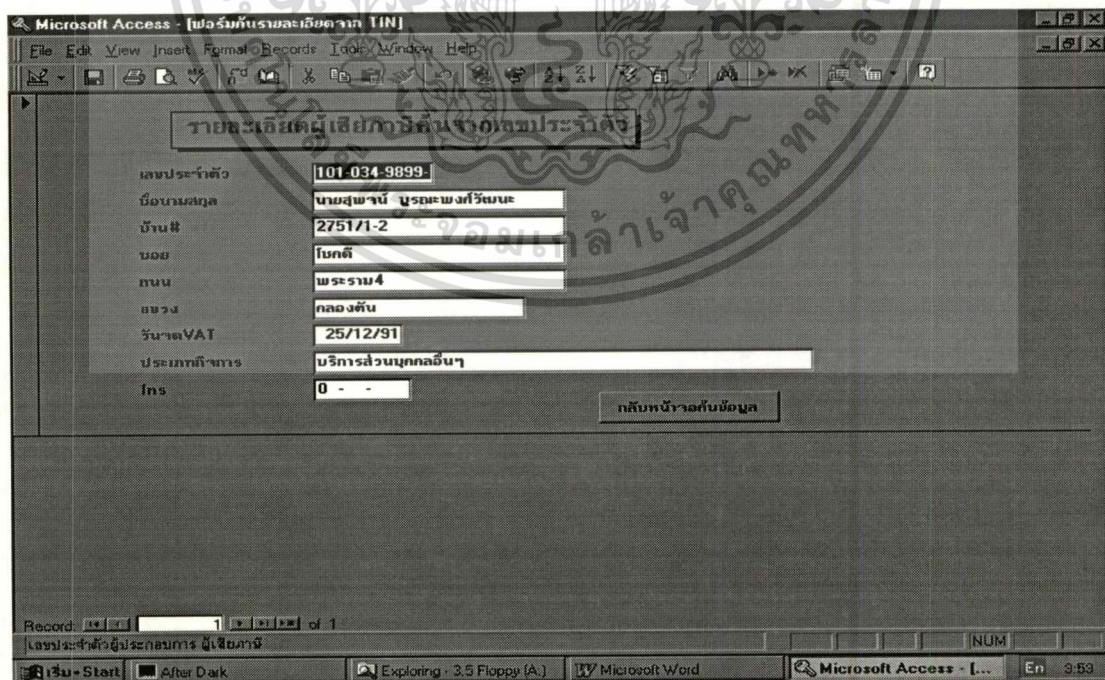 Microsoft Access - [ฟอร์มค้นรายละเอียดจาก TIN]
File Edit View Insert Format Records Tools Window Help
รายละเอียดผู้เสียภาษีค้นจากเลขประจำตัว
เลขประจำตัว 101-034-9899-
ชื่อนามสกุล นายสุพจน์ บูรณะพงศ์วัฒนะ
บ้าน# 2751/1-2
ซอย โชคดี
ถนน พระราม4
แขวง คลองตัน
วันจดVAT 25/12/91
ประเภทกิจการ บริการส่วนบุคคลอื่นๆ
โทร 0 - -
กลับหน้าจอค้นข้อมูล
Record: 1 of 1
เลขประจำตัวผู้ประกอบการ ผู้เสียภาษี NUM
เริ่ม-Start After Dark Exploring - 3.5 Floppy (A:) Microsoft Word Microsoft Access - [... En 3:53